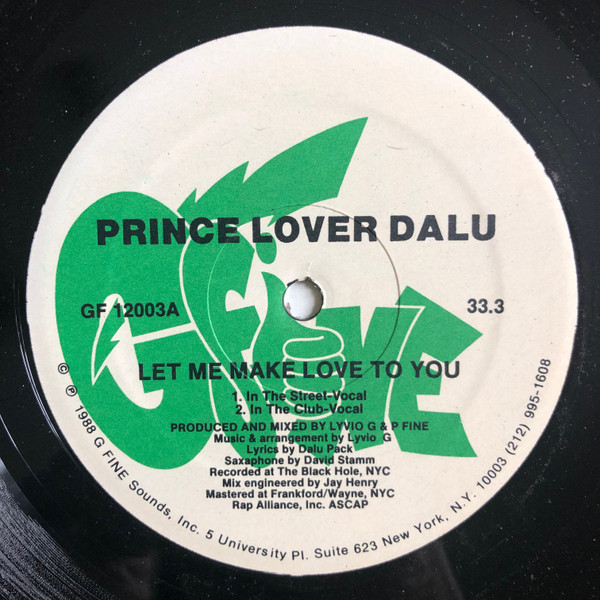 G FINE
PRINCE LOVER DALU
GF 12003A
33.3
LET ME MAKE LOVE TO YOU
1. In The Street-Vocal
2. In The Club-Vocal
PRODUCED AND MIXED BY LYVIO G & P FINE
Music & arrangement by Lyvio G
Lyrics by Dalu Pack
Saxaphone by David Stamm
Recorded at The Black Hole, NYC
Mix engineered by Jay Henry
Mastered at Frankford/Wayne, NYC
Rap Alliance, Inc. ASCAP
© ℗ 1988 G FINE Sounds, Inc. 5 University Pl. Suite 623 New York, N.Y. 10003 (212) 995-1608